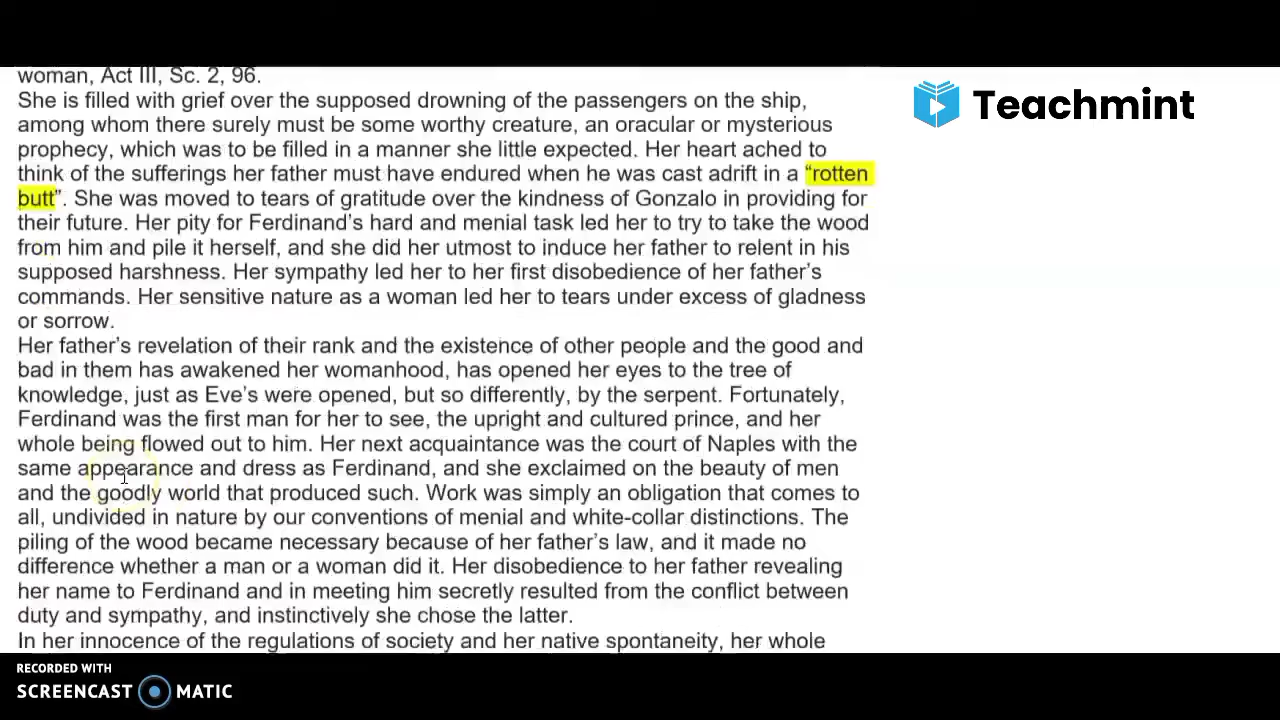 woman, Act III, Sc. 2, 96.
She is filled with grief over the supposed drowning of the passengers on the ship,
among whom there surely must be some worthy creature, an oracular or mysterious
prophecy, which was to be filled in a manner she little expected. Her heart ached to
think of the sufferings her father must have endured when he was cast adrift in a “rotten
butt”. She was moved to tears of gratitude over the kindness of Gonzalo in providing for
their future. Her pity for Ferdinand’s hard and menial task led her to try to take the wood
from him and pile it herself, and she did her utmost to induce her father to relent in his
supposed harshness. Her sympathy led her to her first disobedience of her father’s
commands. Her sensitive nature as a woman led her to tears under excess of gladness
or sorrow.
Her father’s revelation of their rank and the existence of other people and the good and
bad in them has awakened her womanhood, has opened her eyes to the tree of
knowledge, just as Eve’s were opened, but so differently, by the serpent. Fortunately,
Ferdinand was the first man for her to see, the upright and cultured prince, and her
whole being flowed out to him. Her next acquaintance was the court of Naples with the
same appearance and dress as Ferdinand, and she exclaimed on the beauty of men
and the goodly world that produced such. Work was simply an obligation that comes to
all, undivided in nature by our conventions of menial and white-collar distinctions. The
piling of the wood became necessary because of her father’s law, and it made no
difference whether a man or a woman did it. Her disobedience to her father revealing
her name to Ferdinand and in meeting him secretly resulted from the conflict between
duty and sympathy, and instinctively she chose the latter.
In her innocence of the regulations of society and her native spontaneity, her whole
Teachmint
RECORDED WITH
SCREENCAST MATIC